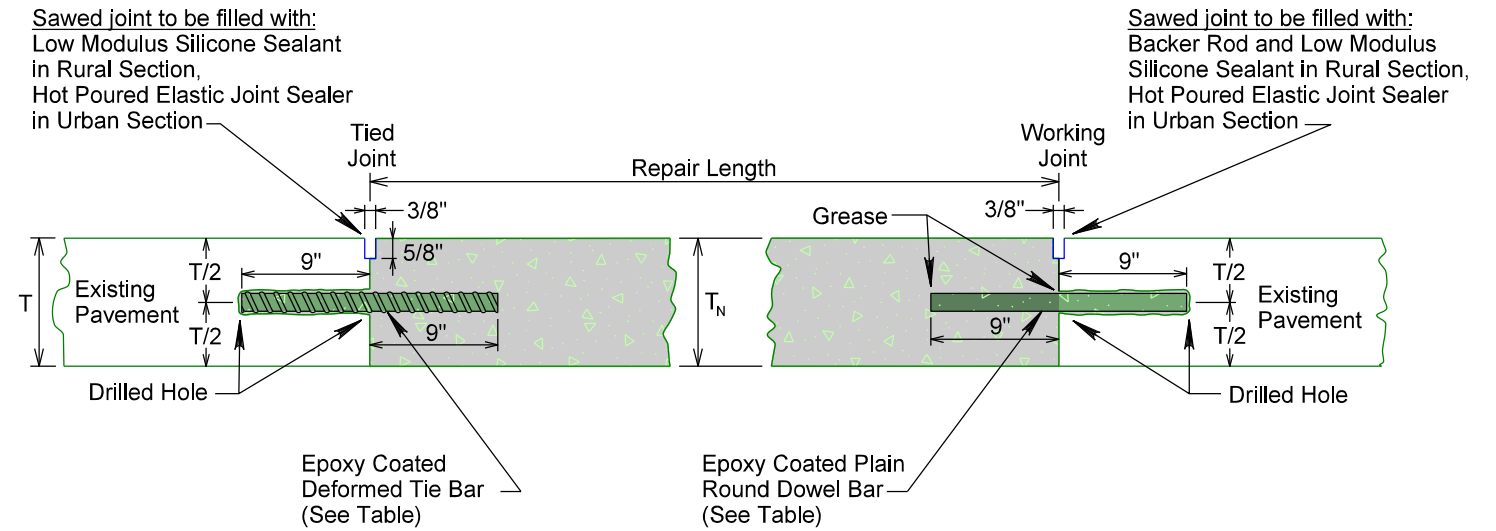 Sawed joint to be filled with:
Low Modulus Silicone Sealant
in Rural Section,
Hot Poured Elastic Joint Sealer
in Urban Section
Sawed joint to be filled with:
Backer Rod and Low Modulus
Silicone Sealant in Rural Section,
Hot Poured Elastic Joint Sealer
in Urban Section
Tied
Joint
Working
Joint
Repair Length
3/8"
5/8"
Grease
3/8"
T
T/2
T/2
9"
Existing
Pavement
9"
T_N
9"
9"
T/2
T/2
Existing
Pavement
Drilled Hole
Drilled Hole
Epoxy Coated
Deformed Tie Bar
(See Table)
Epoxy Coated Plain
Round Dowel Bar
(See Table)